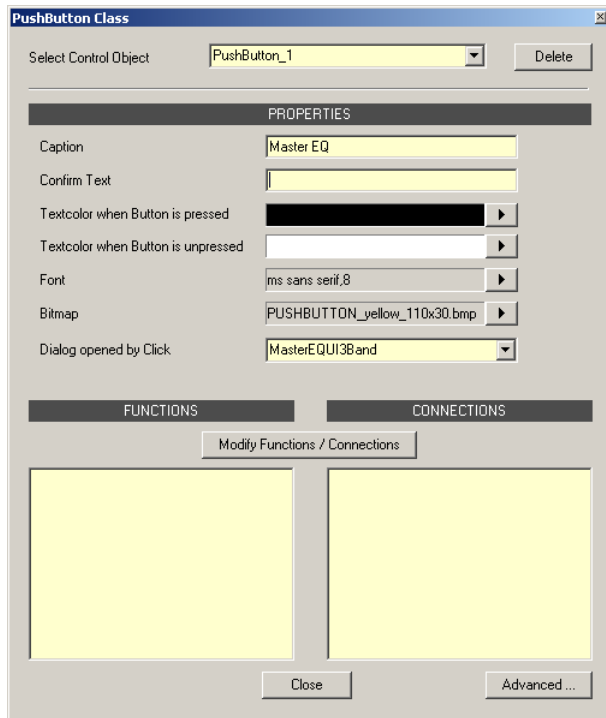 PushButton Class
Select Control Object PushButton_1 Delete
PROPERTIES
Caption Master EQ
Confirm Text
Textcolor when Button is pressed
Textcolor when Button is unpressed
Font ms sans serif,8
Bitmap PUSHBUTTON_yellow_110x30.bmp
Dialog opened by Click MasterEQUI3Band
FUNCTIONS CONNECTIONS
Modify Functions / Connections
Close Advanced ...